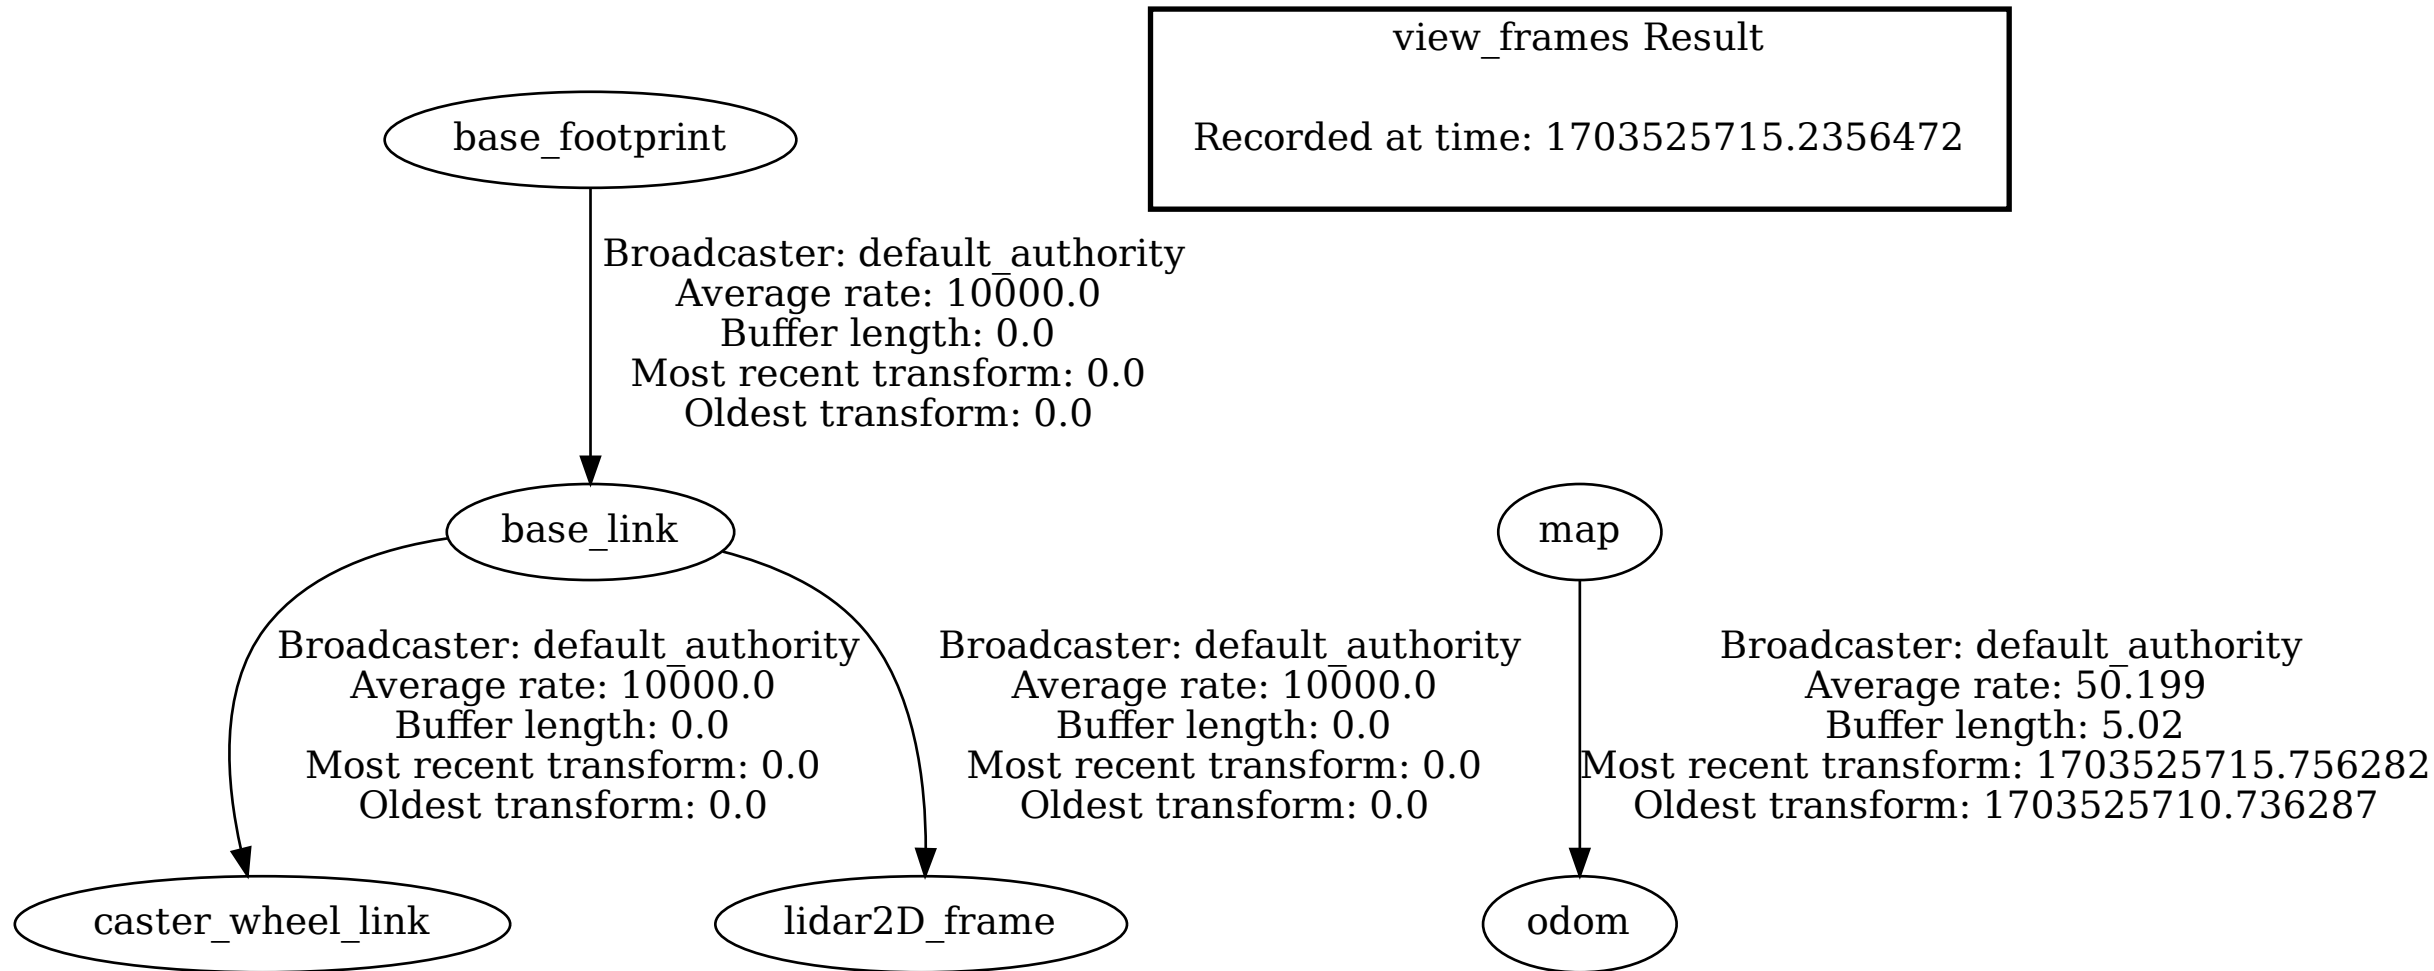 view_frames Result
Recorded at time: 1703525715.2356472
base_footprint
Broadcaster: default_authority
Average rate: 10000.0
Buffer length: 0.0
Most recent transform: 0.0
Oldest transform: 0.0
base_link
map
Broadcaster: default_authority
Average rate: 10000.0
Buffer length: 0.0
Most recent transform: 0.0
Oldest transform: 0.0
Broadcaster: default_authority
Average rate: 10000.0
Buffer length: 0.0
Most recent transform: 0.0
Oldest transform: 0.0
Broadcaster: default_authority
Average rate: 50.199
Buffer length: 5.02
Most recent transform: 1703525715.756282
Oldest transform: 1703525710.736287
caster_wheel_link
lidar2D_frame
odom